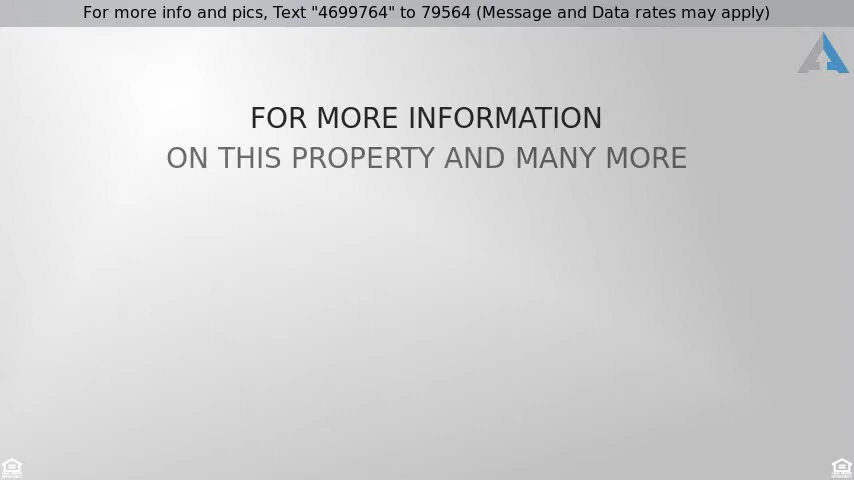 For more info and pics, Text "4699764" to 79564 (Message and Data rates may apply)
FOR MORE INFORMATION
ON THIS PROPERTY AND MANY MORE